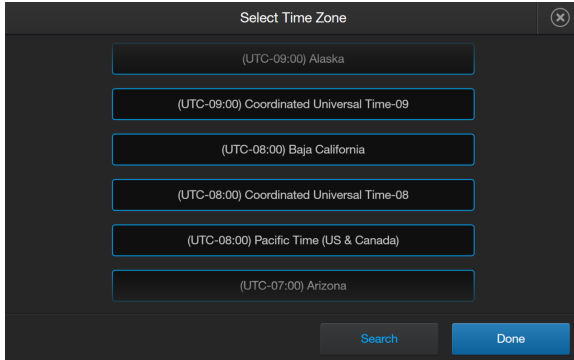 Select Time Zone
(UTC-09:00) Alaska
(UTC-09:00) Coordinated Universal Time-09
(UTC-08:00) Baja California
(UTC-08:00) Coordinated Universal Time-08
(UTC-08:00) Pacific Time (US & Canada)
(UTC-07:00) Arizona
Search
Done